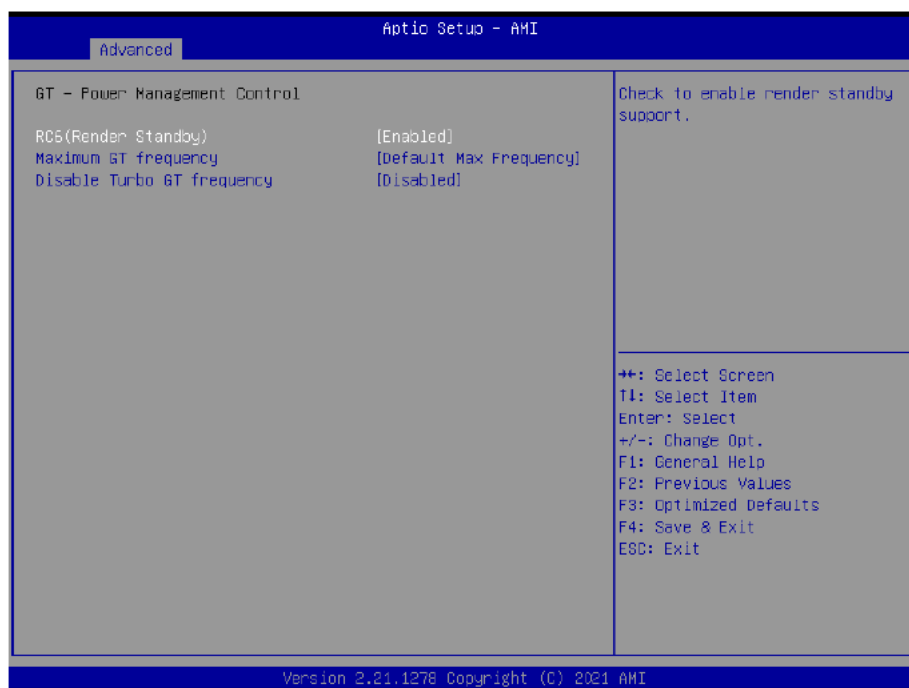 Aptio Setup - AMI
Advanced
GT - Power Management Control
RC6(Render Standby) [Enabled]
Maximum GT frequency [Default Max Frequency]
Disable Turbo GT frequency [Disabled]
Check to enable render standby
support.
→←: Select Screen
↑↓: Select Item
Enter: Select
+/-: Change Opt.
F1: General Help
F2: Previous Values
F3: Optimized Defaults
F4: Save & Exit
ESC: Exit
Version 2.21.1278 Copyright (C) 2021 AMI